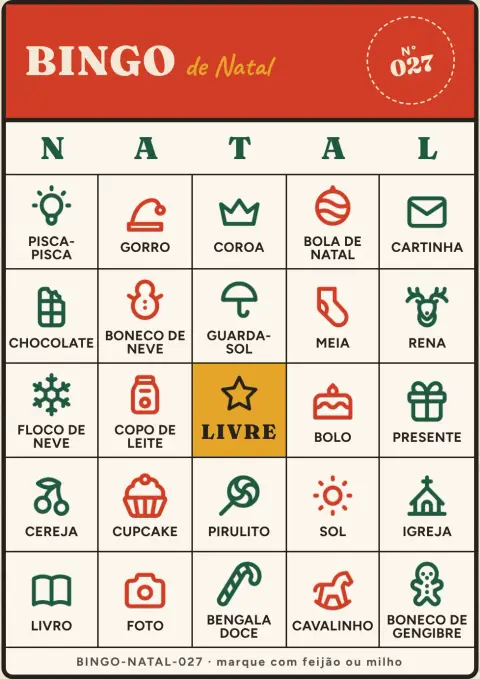 BINGO de Natal
Nº
027
N A T A L
PISCA-
PISCA
GORRO
COROA
BOLA DE
NATAL
CARTINHA
CHOCOLATE
BONECO DE
NEVE
GUARDA-
SOL
MEIA
RENA
FLOCO DE
NEVE
COPO DE
LEITE
LIVRE
BOLO
PRESENTE
CEREJA
CUPCAKE
PIRULITO
SOL
IGREJA
LIVRO
FOTO
BENGALA
DOCE
CAVALINHO
BONECO DE
GENGIBRE
BINGO-NATAL-027 · marque com feijão ou milho